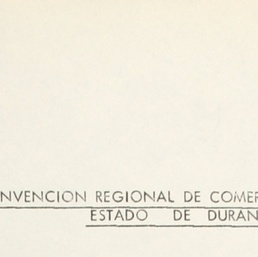 NVENCION REGIONAL DE COMER
ESTADO DE DURAN